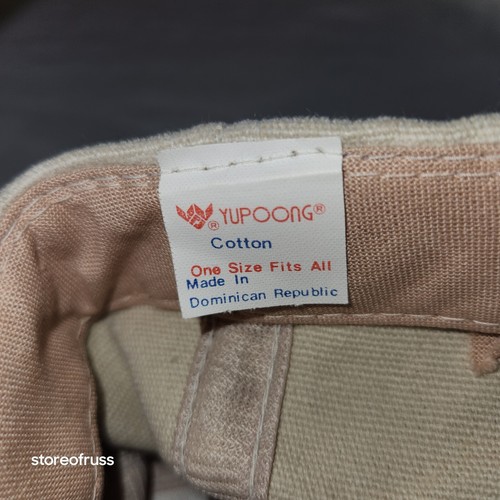 YUPOONG®
®
Cotton
One Size Fits All
Made In
Dominican Republic
storeofruss